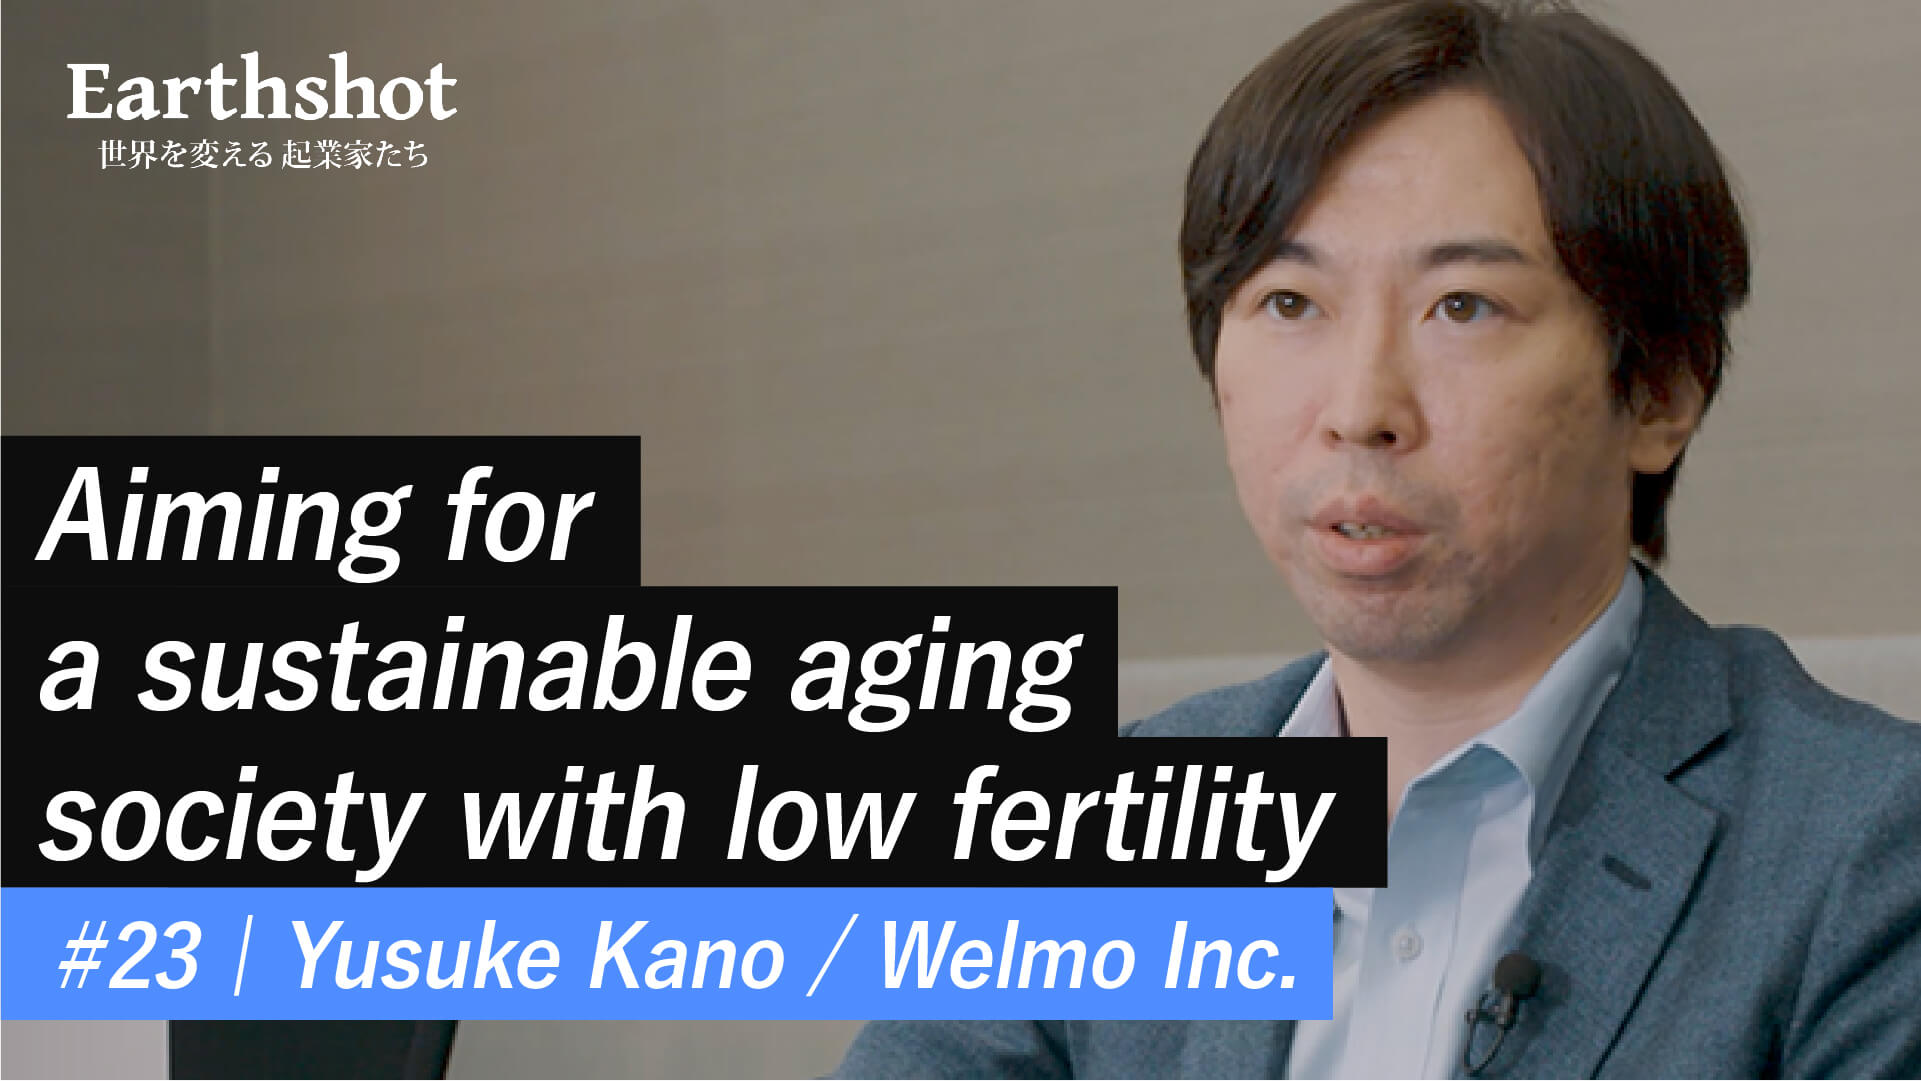 Earthshot
世界を変える 起業家たち
Aiming for
a sustainable aging
society with low fertility
#23 | Yusuke Kano / Welmo Inc.